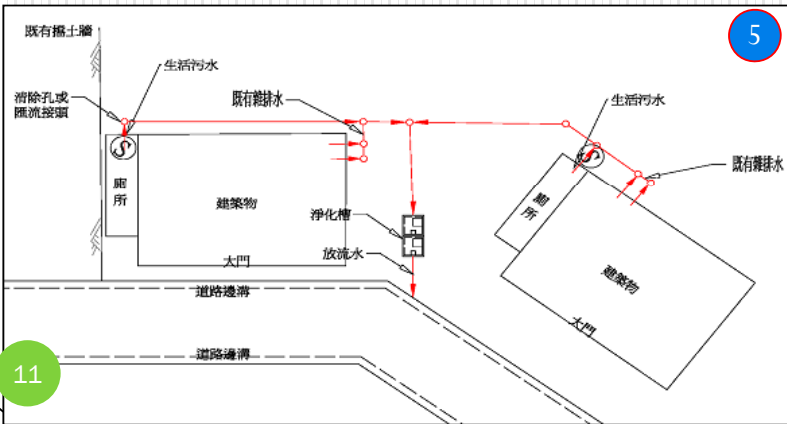 5
既有擋土牆
生活污水
清除孔或
匯流接頭
既有雜排水
生活污水
既有雜排水
S
S
廁所
建築物
大門
淨化槽
放流水
廁所
建築物
大門
道路邊溝
道路邊溝
11